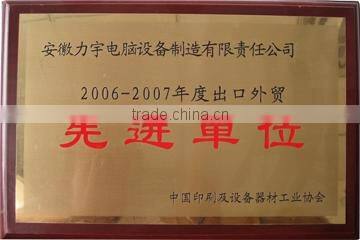 安徽力宇电脑设备制造有限责任公司
2006-2007年度出口外贸
trade.china.cn
先进单位
中国印刷及设备器材工业协会